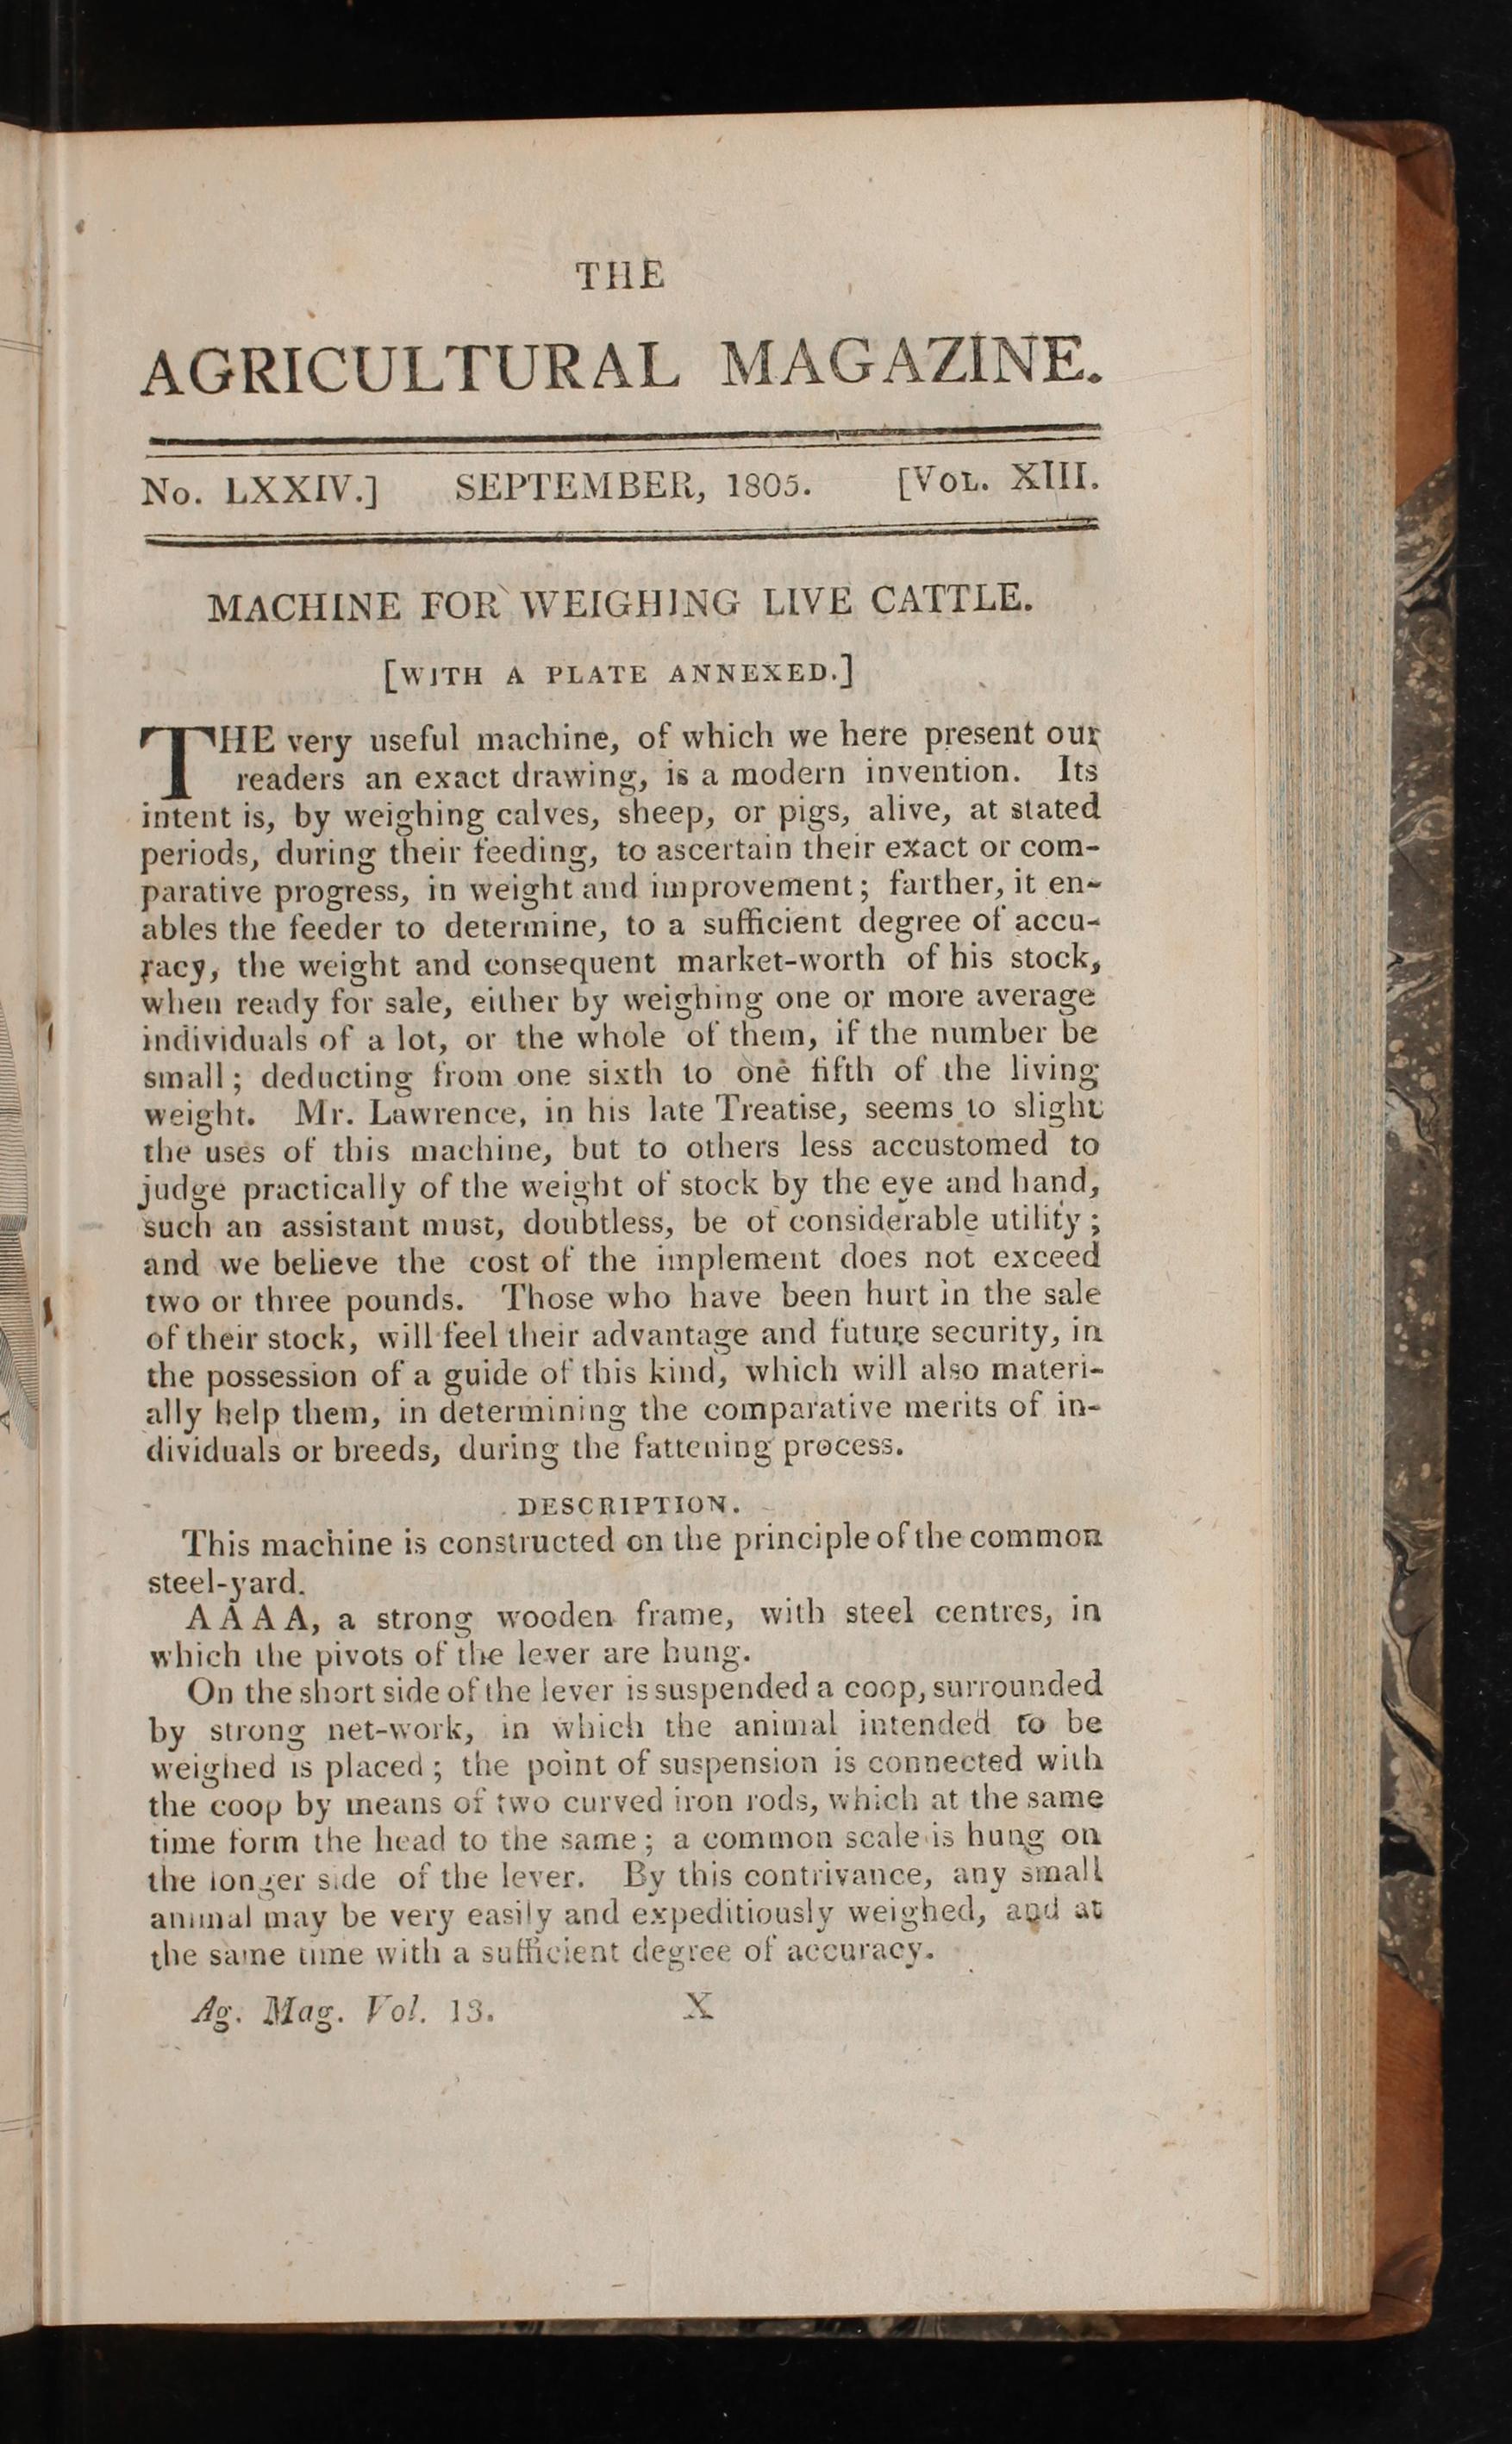 THE
AGRICULTURAL MAGAZINE.
No. LXXIV.] SEPTEMBER, 1805. [VOL. XIII.
MACHINE FOR WEIGHING LIVE CATTLE.
[WITH A PLATE ANNEXED.]
THE very useful machine, of which we here present our
readers an exact drawing, is a modern invention. Its
intent is, by weighing calves, sheep, or pigs, alive, at stated
periods, during their feeding, to ascertain their exact or com-
parative progress, in weight and improvement; farther, it en-
ables the feeder to determine, to a sufficient degree of accu-
racy, the weight and consequent market-worth of his stock,
when ready for sale, either by weighing one or more average
individuals of a lot, or the whole of them, if the number be
small; deducting from one sixth to one fifth of the living
weight. Mr. Lawrence, in his late Treatise, seems to slight
the uses of this machine, but to others less accustomed to
judge practically of the weight of stock by the eye and hand,
such an assistant must, doubtless, be of considerable utility;
and we believe the cost of the implement does not exceed
two or three pounds. Those who have been hurt in the sale
of their stock, will feel their advantage and future security, in
the possession of a guide of this kind, which will also materi-
ally help them, in determining the comparative merits of in-
dividuals or breeds, during the fattening process.
DESCRIPTION.
This machine is constructed on the principle of the common
steel-yard.
A A A A, a strong wooden frame, with steel centres, in
which the pivots of the lever are hung.
On the short side of the lever is suspended a coop, surrounded
by strong net-work, in which the animal intended to be
weighed is placed; the point of suspension is connected with
the coop by means of two curved iron rods, which at the same
time form the head to the same; a common scale is hung on
the longer side of the lever. By this contrivance, any small
animal may be very easily and expeditiously weighed, and at
the same time with a sufficient degree of accuracy.
Ag. Mag. Vol. 13. X